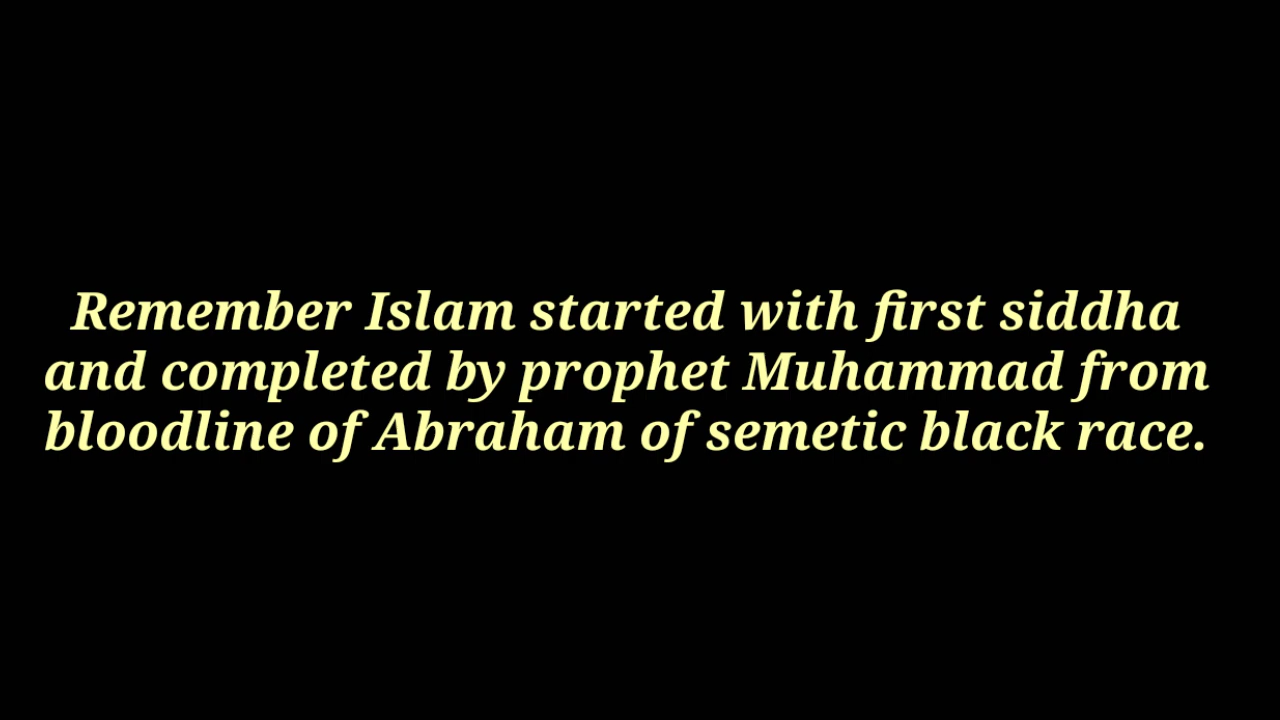 Remember Islam started with first siddha
and completed by prophet Muhammad from
bloodline of Abraham of semetic black race.